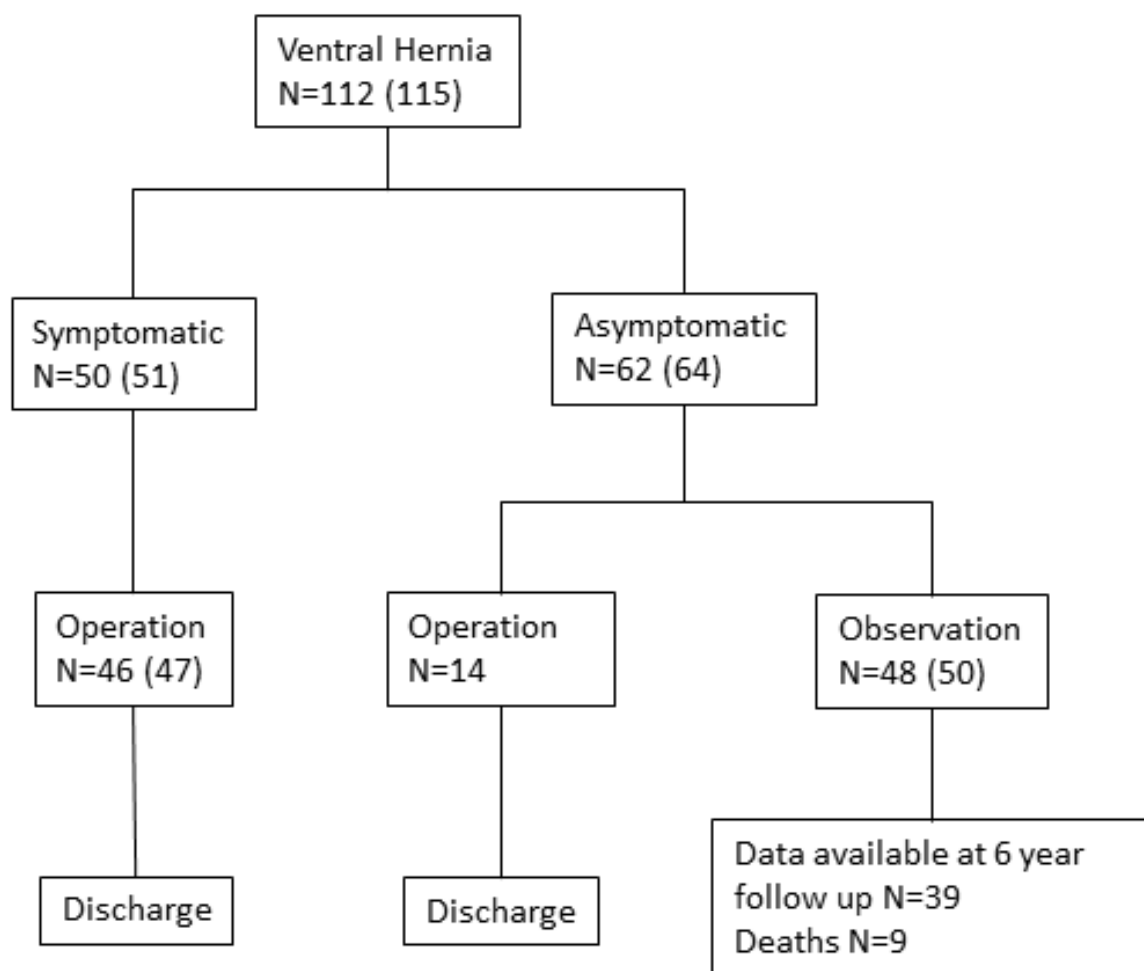 Ventral Hernia
N=112 (115)
Symptomatic
N=50 (51)
Asymptomatic
N=62 (64)
Operation
N=46 (47)
Operation
N=14
Observation
N=48 (50)
Discharge
Discharge
Data available at 6 year
follow up N=39
Deaths N=9